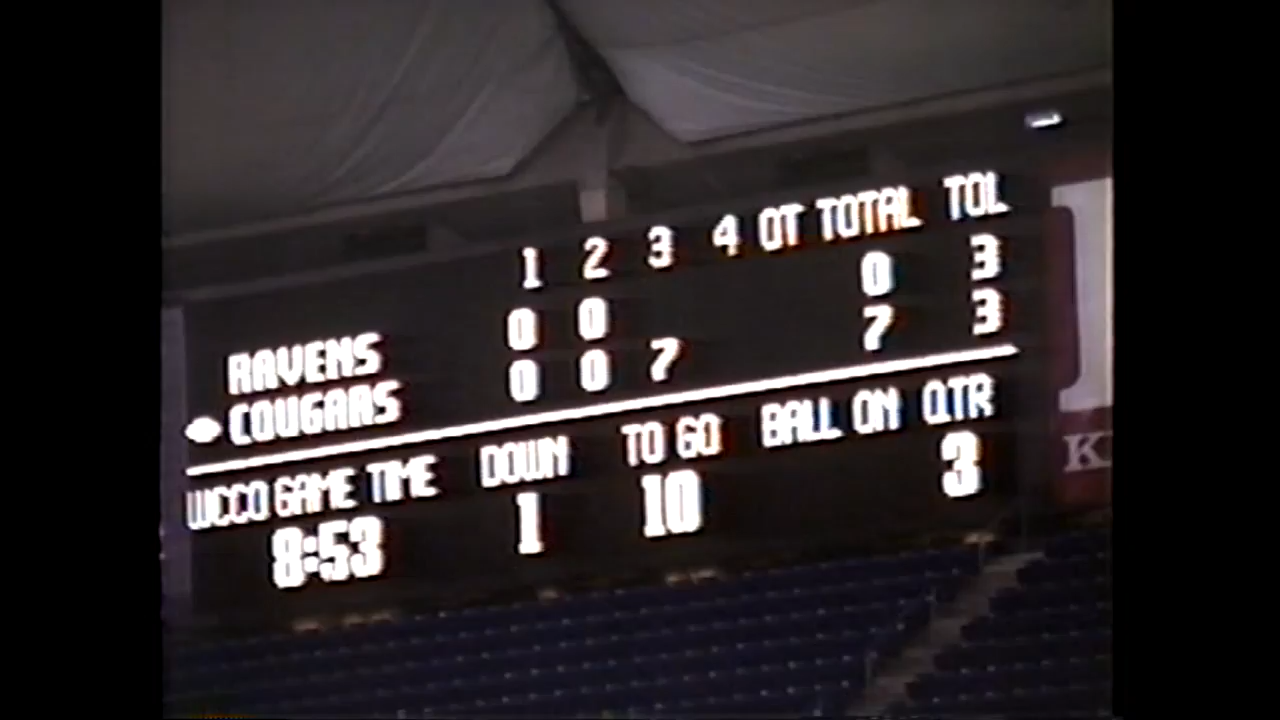 1 2 3 4 OT TOTAL TOL
RAVENS 0 0 0 3
COUGARS 0 0 7 7 3
WCCO GAME TIME DOWN TO GO BALL ON QTR
8:53 1 10 3